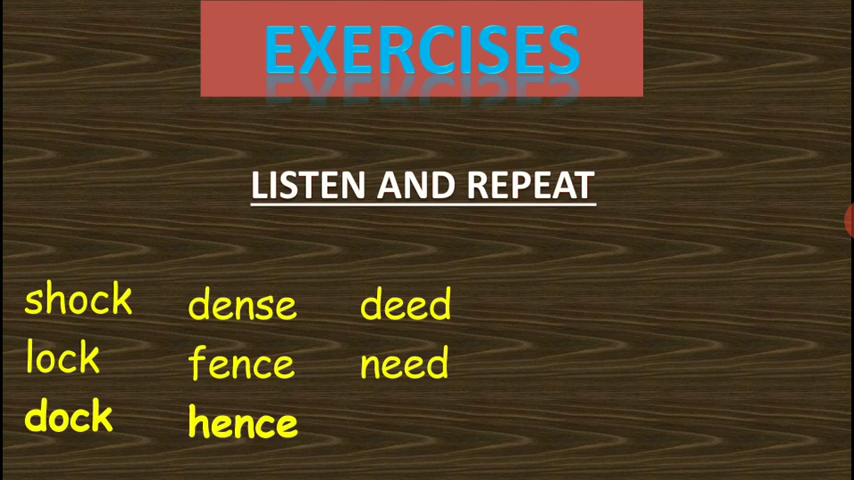 EXERCISES
LISTEN AND REPEAT
shock dense deed
lock fence need
dock hence